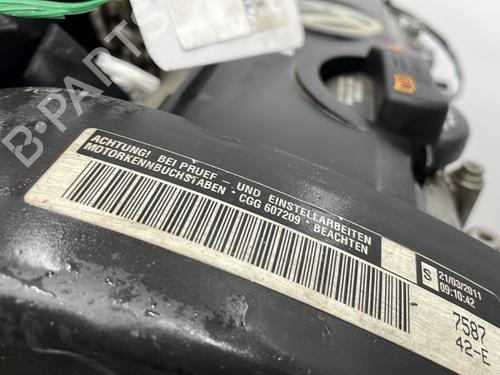 ACHTUNG! BEI PRUEF - UND EINSTELLARBEITEN
MOTORKENNBUCHSTABEN - CGG 607209 * BEACHTEN
S
21/03/2011
09:10:42
7587
42-E
B-PARTS